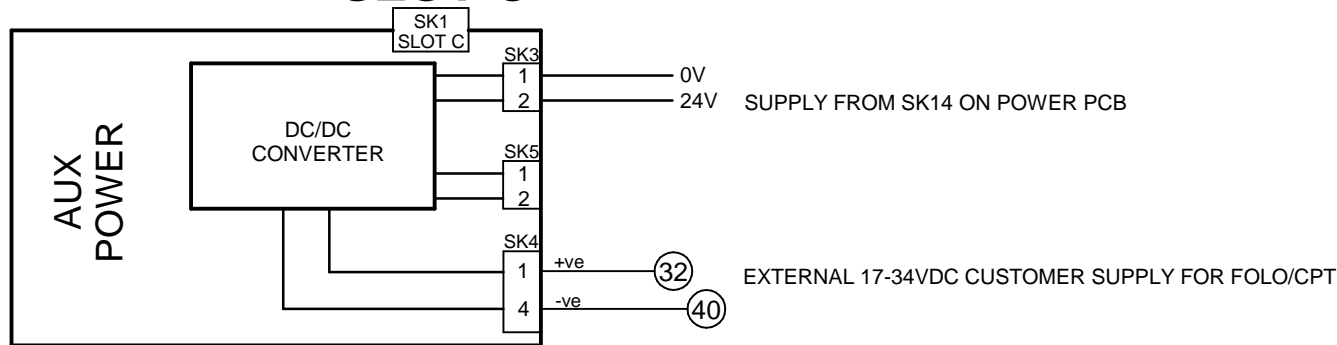 SK1
SLOT C
SK3
1
0V
2
24V
SUPPLY FROM SK14 ON POWER PCB
DC/DC
CONVERTER
AUX
POWER
SK5
1
2
SK4
1
+ve
32
EXTERNAL 17-34VDC CUSTOMER SUPPLY FOR FOLO/CPT
4
-ve
40